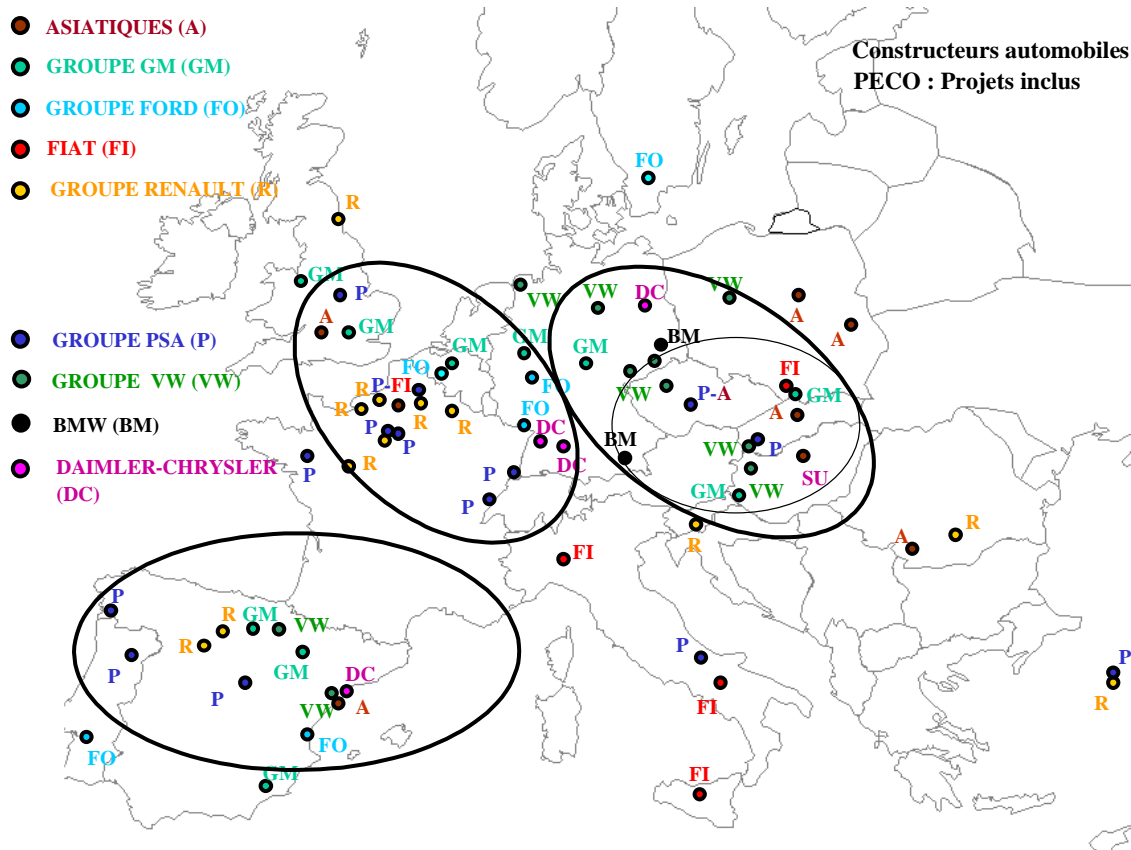 ASIATIQUES (A)
GROUPE GM (GM)
GROUPE FORD (FO)
FIAT (FI)
GROUPE RENAULT (R)
Constructeurs automobiles
PECO : Projets inclus
GROUPE PSA (P)
GROUPE VW (VW)
BMW (BM)
DAIMLER-CHRYSLER
(DC)
FO
R
GM
P
A
GM
VW
VW
DC
VW
A
A
BM
GM
GM
GM
FO
FO
P-FI
R
R
R
R
P
P
R
P
FO
DC
DC
P
P
VW
P-A
FI
GM
A
BM
VW
P
SU
GM
VW
R
A
R
FI
P
R
R
GM
VW
P
GM
P
DC
VW
A
FO
FO
GM
P
FI
FI
P
R